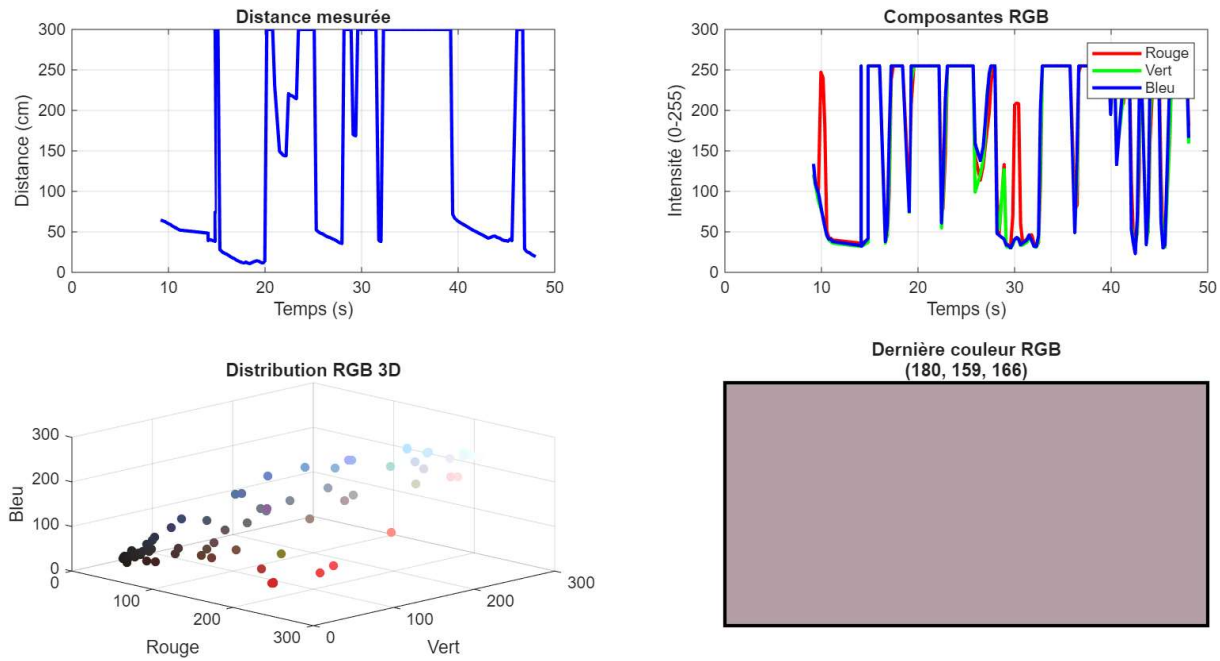 Distance mesurée
300
250
200
150
100
50
0
Distance (cm)
0
10
20
30
40
50
Temps (s)
Composantes RGB
300
250
200
150
100
50
0
Intensité (0-255)
Rouge
Vert
Bleu
0
10
20
30
40
50
Temps (s)
Distribution RGB 3D
300
200
100
0
Bleu
0
100
200
300
Rouge
0
100
200
300
Vert
Dernière couleur RGB
(180, 159, 166)